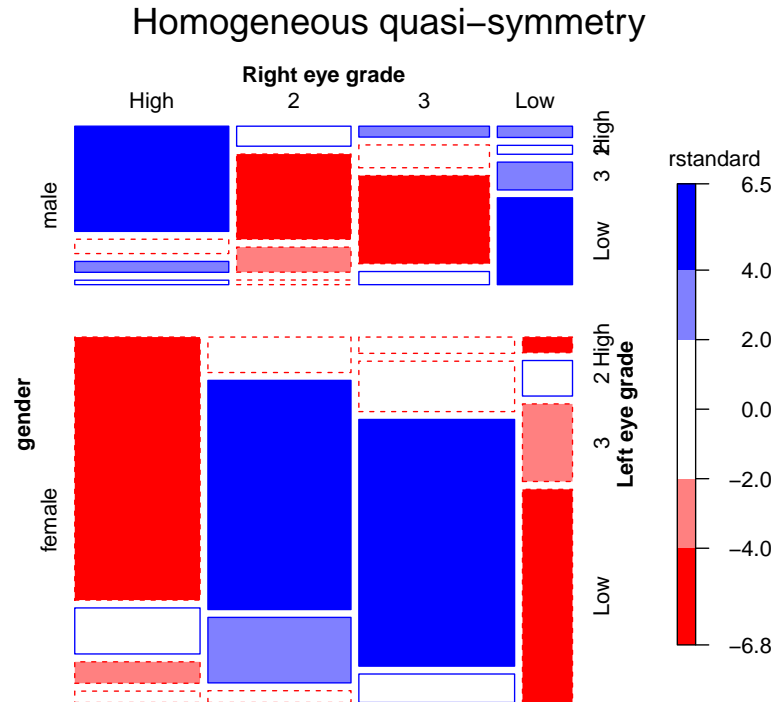 Homogeneous quasi−symmetry
Right eye grade
High 2 3 Low
rstandard
gender
male
female
Left eye grade
High
2
3
Low
High
2
3
Low
6.5
4.0
2.0
0.0
−2.0
−4.0
−6.8